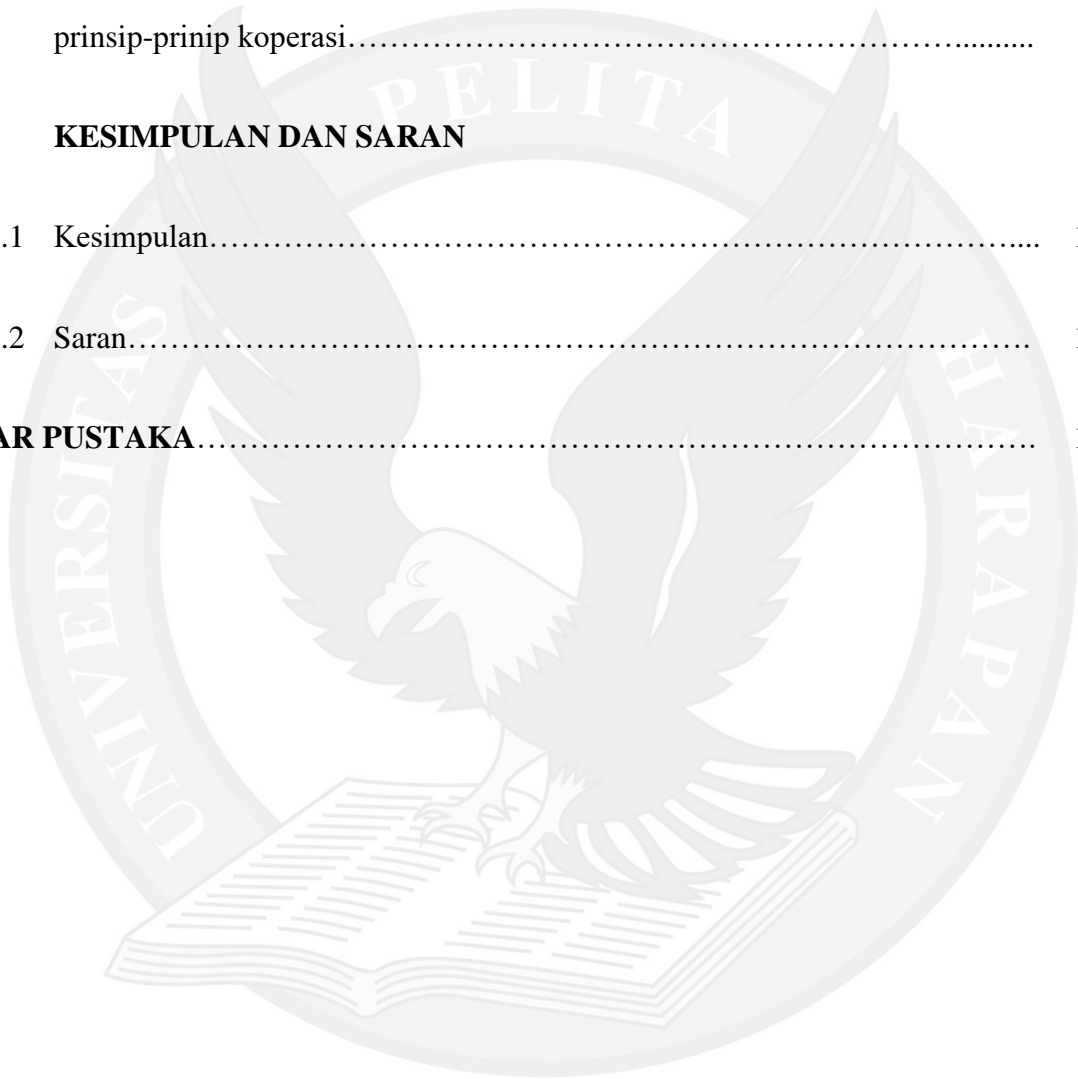 prinsip-prinip koperasi……………………………………………………..........
KESIMPULAN DAN SARAN
.1 Kesimpulan……………………………………………………………………...
.2 Saran…………………………………………………………………………….
AR PUSTAKA……………………………………………………………………….
UNIVERSITAS PELITA HARAPAN